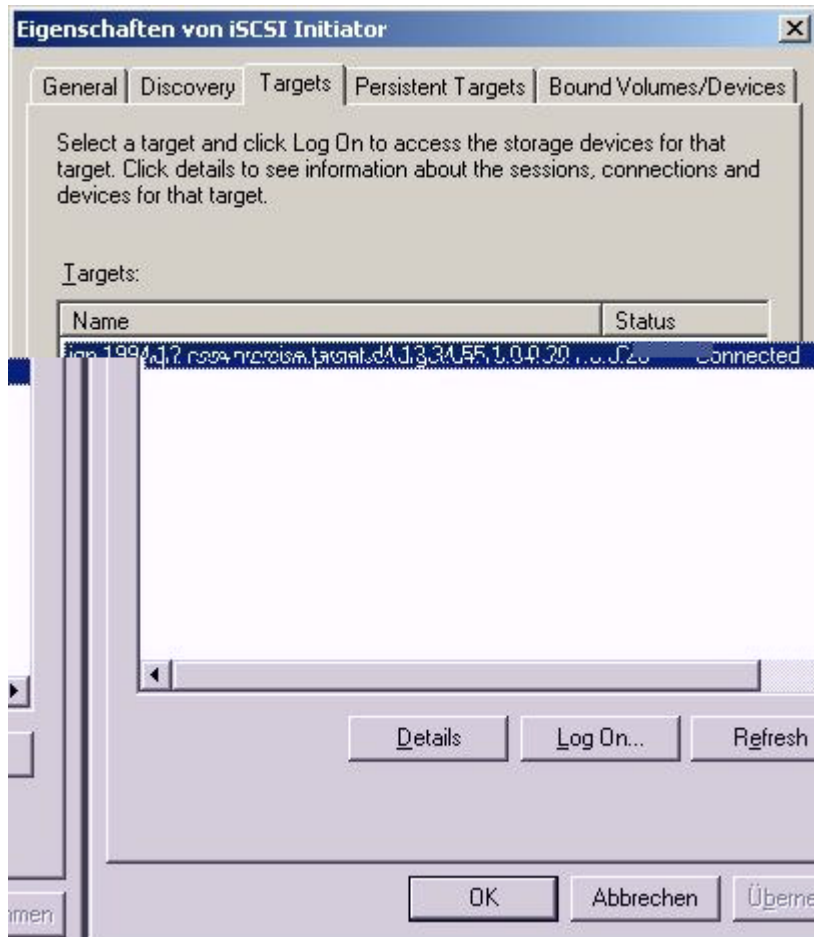 Eigenschaften von iSCSI Initiator
General Discovery Targets Persistent Targets Bound Volumes/Devices
Select a target and click Log On to access the storage devices for that
target. Click details to see information about the sessions, connections and
devices for that target.
Targets:
Name Status
Connected
Details Log On... Refresh
OK Abbrechen Überne
hmen